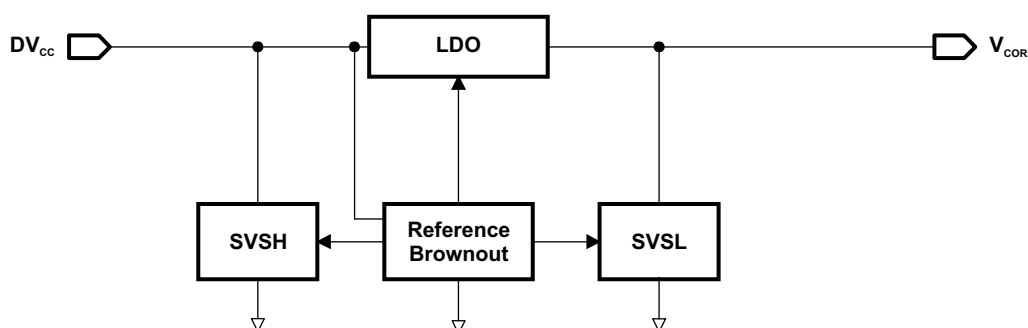 DVCC
LDO
VCOR
SVSH
Reference
Brownout
SVSL